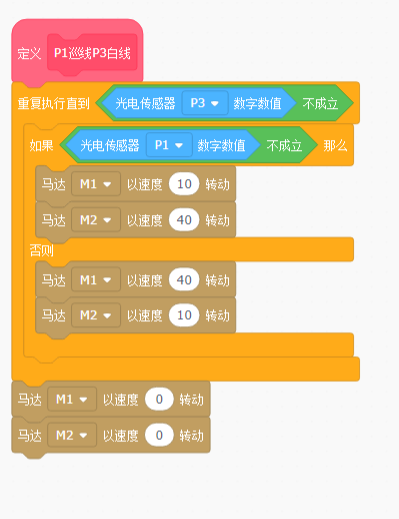 定义 P1巡线P3白线
重复执行直到 光电传感器 P3 数字数值 不成立
如果 光电传感器 P1 数字数值 不成立 那么
马达 M1 以速度 10 转动
马达 M2 以速度 40 转动
否则
马达 M1 以速度 40 转动
马达 M2 以速度 10 转动
马达 M1 以速度 0 转动
马达 M2 以速度 0 转动